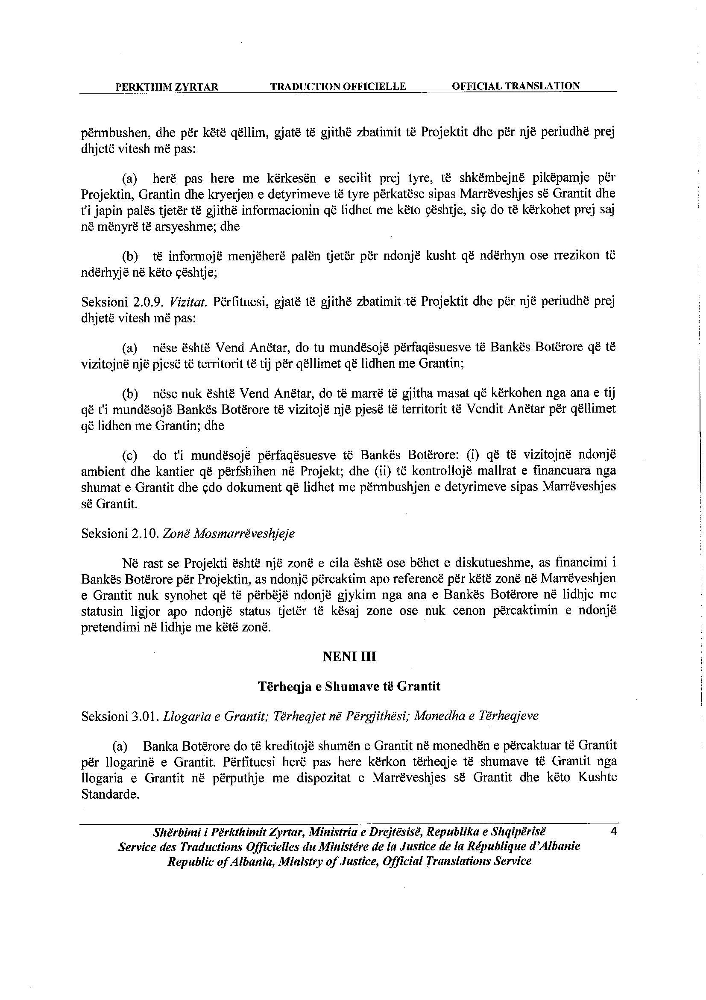 PERKTHIM ZYRTAR TRADUCTION OFFICIELLE OFFICIAL TRANSLATION
përmbushen, dhe për këtë qëllim, gjatë të gjithë zbatimit të Projektit dhe për një periudhë prej
dhjetë vitesh më pas:
(a) herë pas here me kërkesën e secilit prej tyre, të shkëmbejnë pikëpamje për
Projektin, Grantin dhe kryerjen e detyrimeve të tyre përkatëse sipas Marrëveshjes së Grantit dhe
t'i japin palës tjetër të gjithë informacionin që lidhet me këto çështje, siç do të kërkohet prej saj
në mënyrë të arsyeshme; dhe
(b) të informojë menjëherë palën tjetër për ndonjë kusht që ndërhyn ose rrezikon të
ndërhyjë në këto çështje;
Seksioni 2.0.9. Vizitat. Përfituesi, gjatë të gjithë zbatimit të Projektit dhe për një periudhë prej
dhjetë vitesh më pas:
(a) nëse është Vend Anëtar, do tu mundësojë përfaqësuesve të Bankës Botërore që të
vizitojnë një pjesë të territorit të tij për qëllimet që lidhen me Grantin;
(b) nëse nuk është Vend Anëtar, do të marrë të gjitha masat që kërkohen nga ana e tij
që t'i mundësojë Bankës Botërore të vizitojë një pjesë të territorit të Vendit Anëtar për qëllimet
që lidhen me Grantin; dhe
(c) do t'i mundësojë përfaqësuesve të Bankës Botërore: (i) që të vizitojnë ndonjë
ambient dhe kantier që përfshihen në Projekt; dhe (ii) të kontrollojë mallrat e financuara nga
shumat e Grantit dhe çdo dokument që lidhet me përmbushjen e detyrimeve sipas Marrëveshjes
së Grantit.
Seksioni 2.10. Zonë Mosmarrëveshjeje
Në rast se Projekti është një zonë e cila është ose bëhet e diskutueshme, as financimi i
Bankës Botërore për Projektin, as ndonjë përcaktim apo referencë për këtë zonë në Marrëveshjen
e Grantit nuk synohet që të përbëjë ndonjë gjykim nga ana e Bankës Botërore në lidhje me
statusin ligjor apo ndonjë status tjetër të kësaj zone ose nuk cenon përcaktimin e ndonjë
pretendimi në lidhje me këtë zonë.
NENI III
Tërheqja e Shumave të Grantit
Seksioni 3.01. Llogaria e Grantit; Tërheqjet në Përgjithësi; Monedha e Tërheqjeve
(a) Banka Botërore do të kreditojë shumën e Grantit në monedhën e përcaktuar të Grantit
për llogarinë e Grantit. Përfituesi herë pas here kërkon tërheqje të shumave të Grantit nga
llogaria e Grantit në përputhje me dispozitat e Marrëveshjes së Grantit dhe këto Kushte
Standarde.
Shërbimi i Përkthimit Zyrtar, Ministria e Drejtësisë, Republika e Shqipërisë 4
Service des Traductions Officielles du Ministére de la Justice de la République d'Albanie
Republic of Albania, Ministry of Justice, Official Translations Service